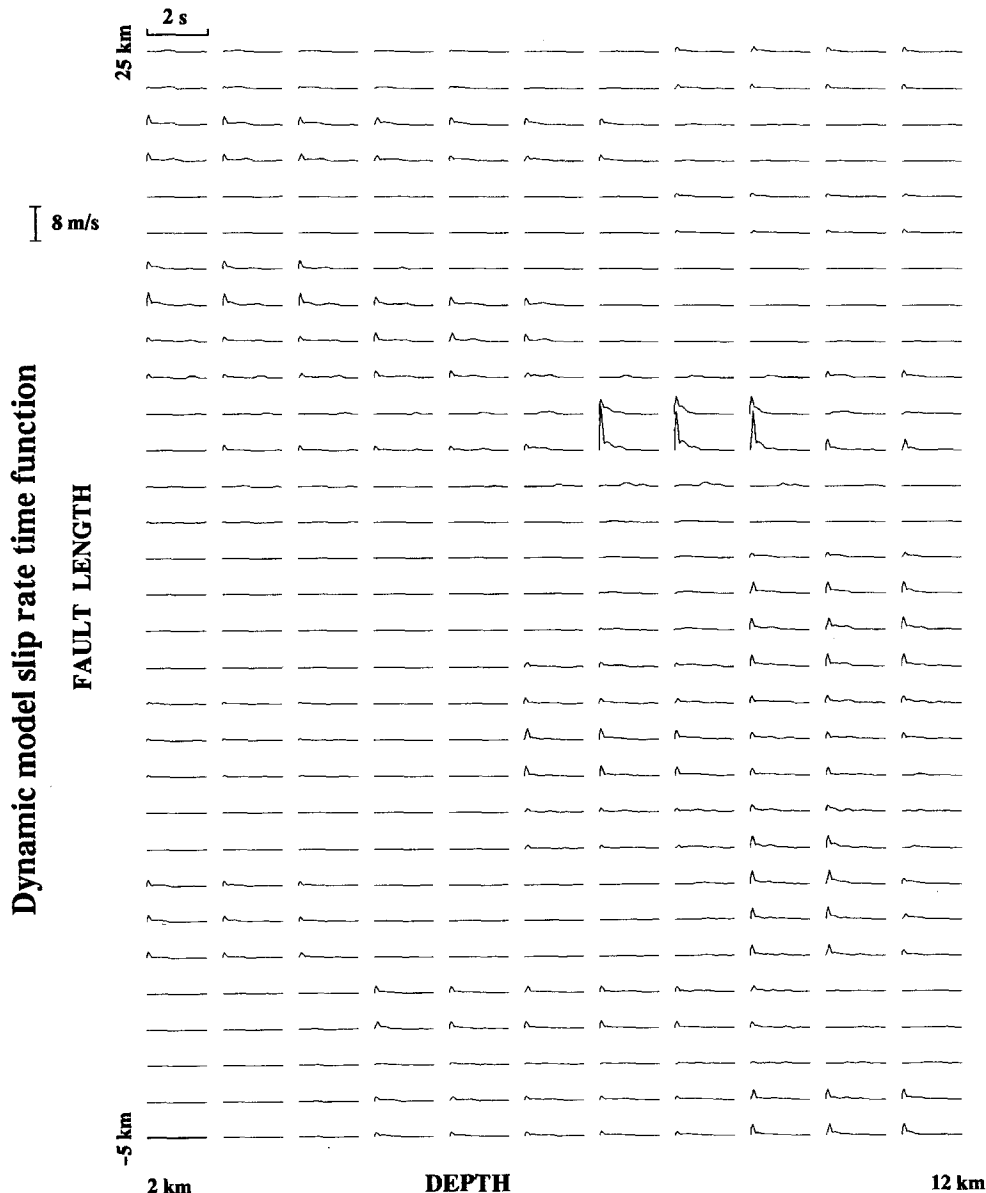 2 s
25 km
8 m/s
Dynamic model slip rate time function
FAULT LENGTH
-5 km
2 km
DEPTH
12 km